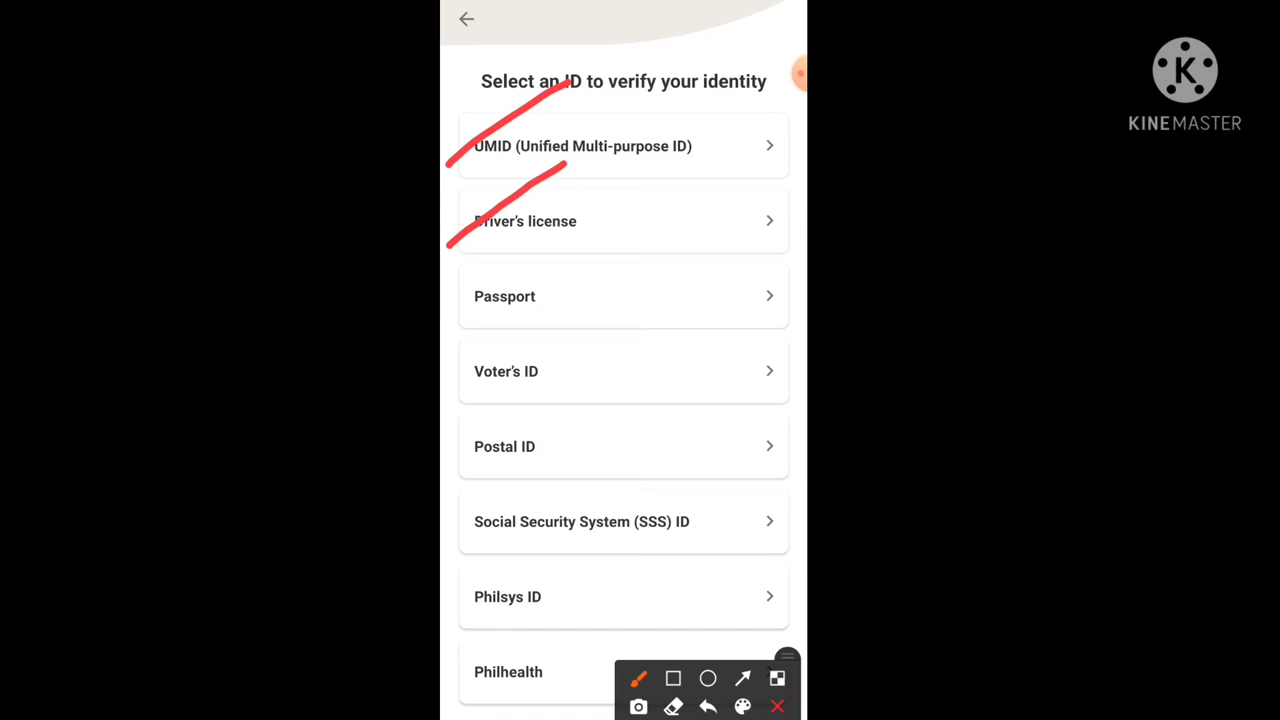 Select an ID to verify your identity
UMID (Unified Multi-purpose ID)
Driver’s license
Passport
Voter’s ID
Postal ID
Social Security System (SSS) ID
Philsys ID
Philhealth
K
KINEMASTER